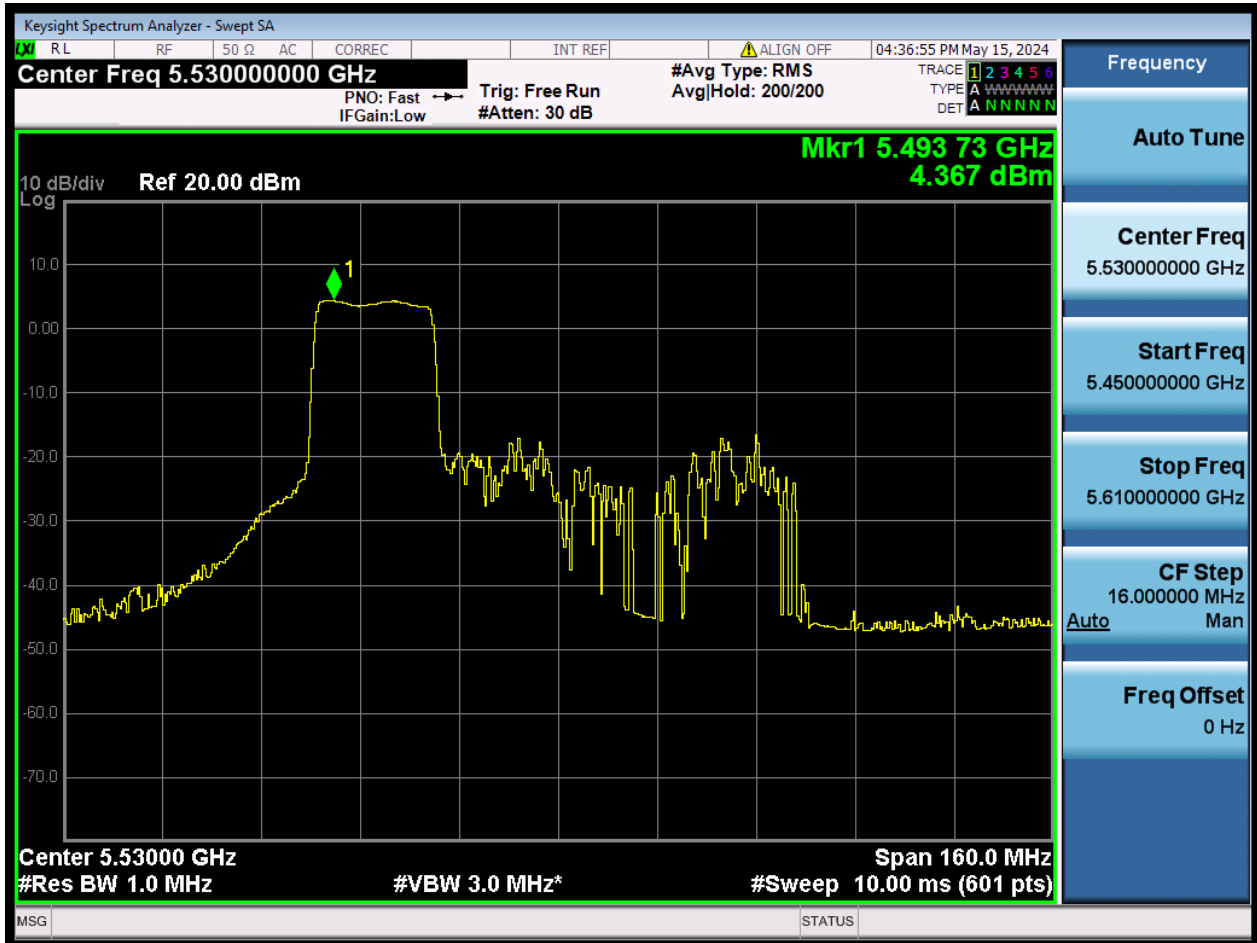 Keysight Spectrum Analyzer - Swept SA
LXI RL RF 50 Ω AC CORREC INT REF ALIGN OFF 04:36:55 PM May 15, 2024
Center Freq 5.530000000 GHz
PNO: Fast
IFGain:Low
Trig: Free Run
#Atten: 30 dB
#Avg Type: RMS
Avg|Hold: 200/200
TRACE 1 2 3 4 5 6
TYPE A WWWWW
DET A N N N N N
Mkr1 5.493 73 GHz
4.367 dBm
10 dB/div Ref 20.00 dBm
Log
1
10.0
0.00
-10.0
-20.0
-30.0
-40.0
-50.0
-60.0
-70.0
Center 5.53000 GHz
Span 160.0 MHz
#Res BW 1.0 MHz
#VBW 3.0 MHz*
#Sweep 10.00 ms (601 pts)
MSG
STATUS
Frequency
Auto Tune
Center Freq
5.530000000 GHz
Start Freq
5.450000000 GHz
Stop Freq
5.610000000 GHz
CF Step
16.000000 MHz
Auto Man
Freq Offset
0 Hz